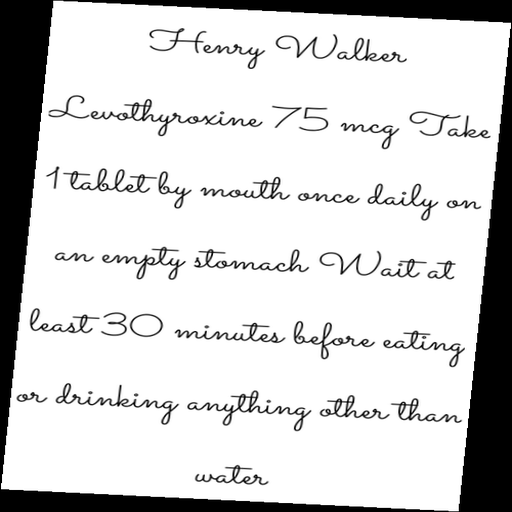 Henry Walker
Levothyroxine 75 mcg Take
1 tablet by mouth once daily on
an empty stomach Wait at
least 30 minutes before eating
or drinking anything other than
water